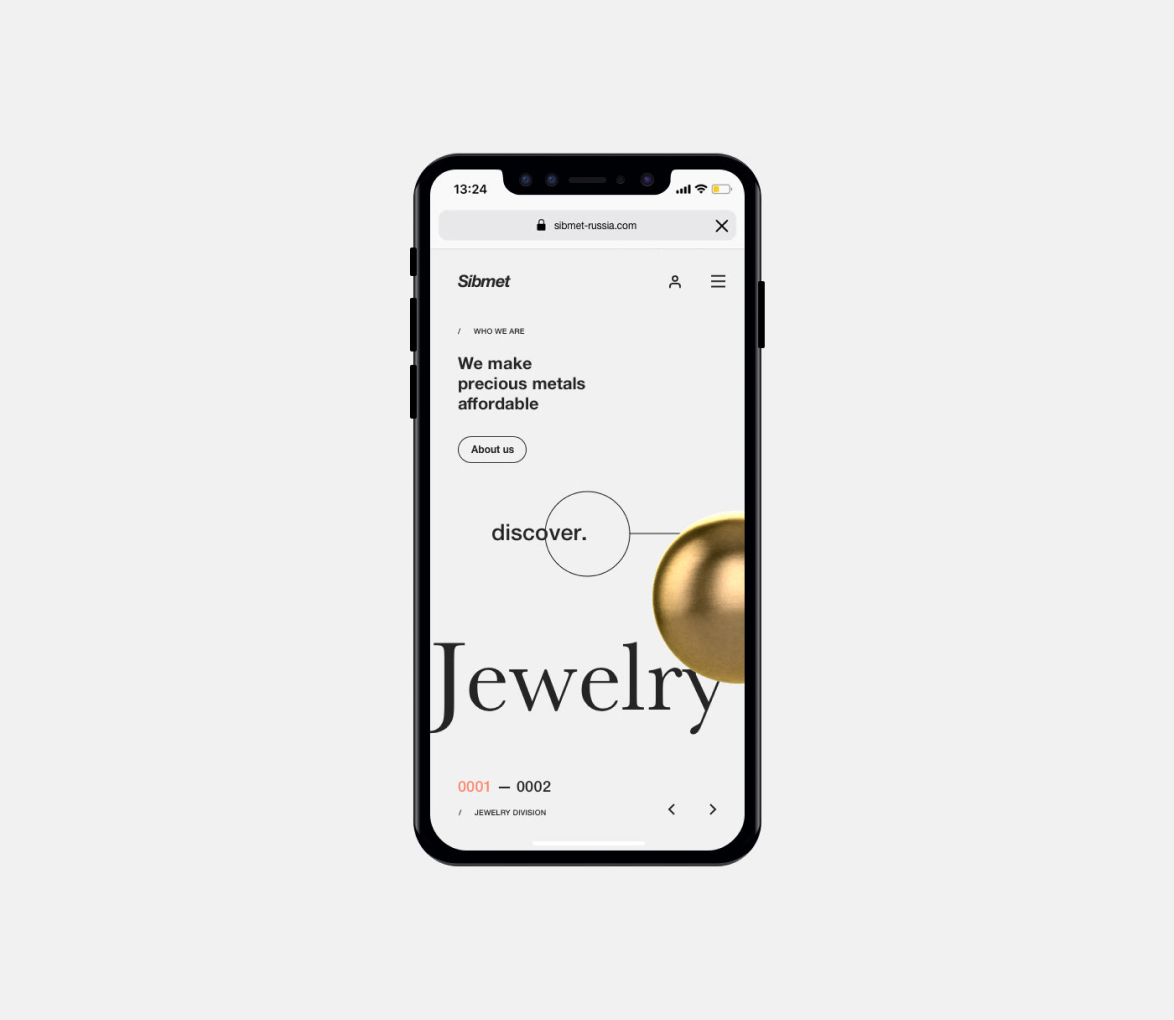 13:24
sibmet-russia.com
Sibmet
/ WHO WE ARE
We make
precious metals
affordable
About us
discover.
Jewelry
0001 — 0002
/ JEWELRY DIVISION